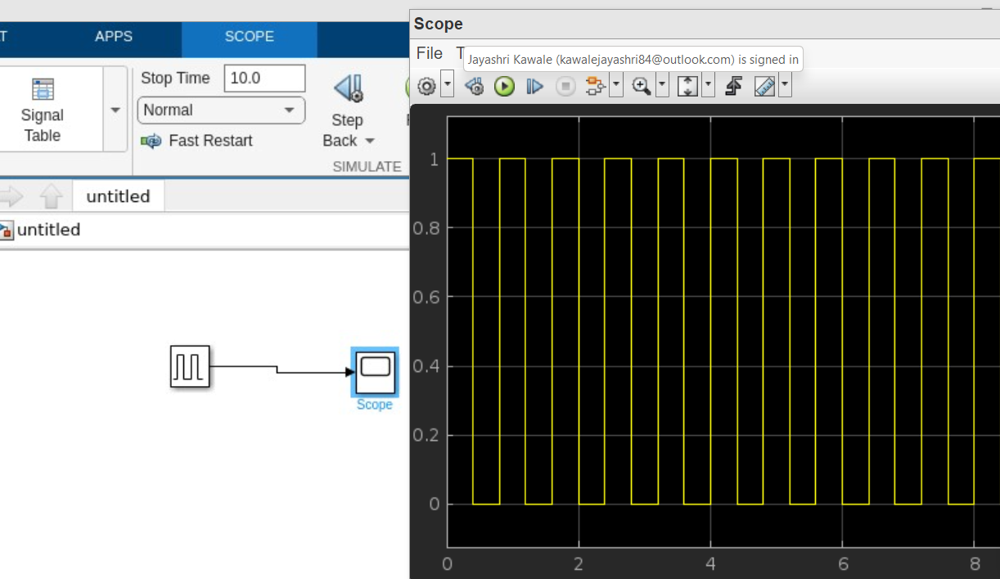 Scope
T APPS SCOPE
File T
Jayashri Kawale (kawalejayashri84@outlook.com) is signed in
Stop Time 10.0
Signal
Table
Normal
Step
Back
Fast Restart
SIMULATE
untitled
untitled
Scope
1
0.8
0.6
0.4
0.2
0
0 2 4 6 8